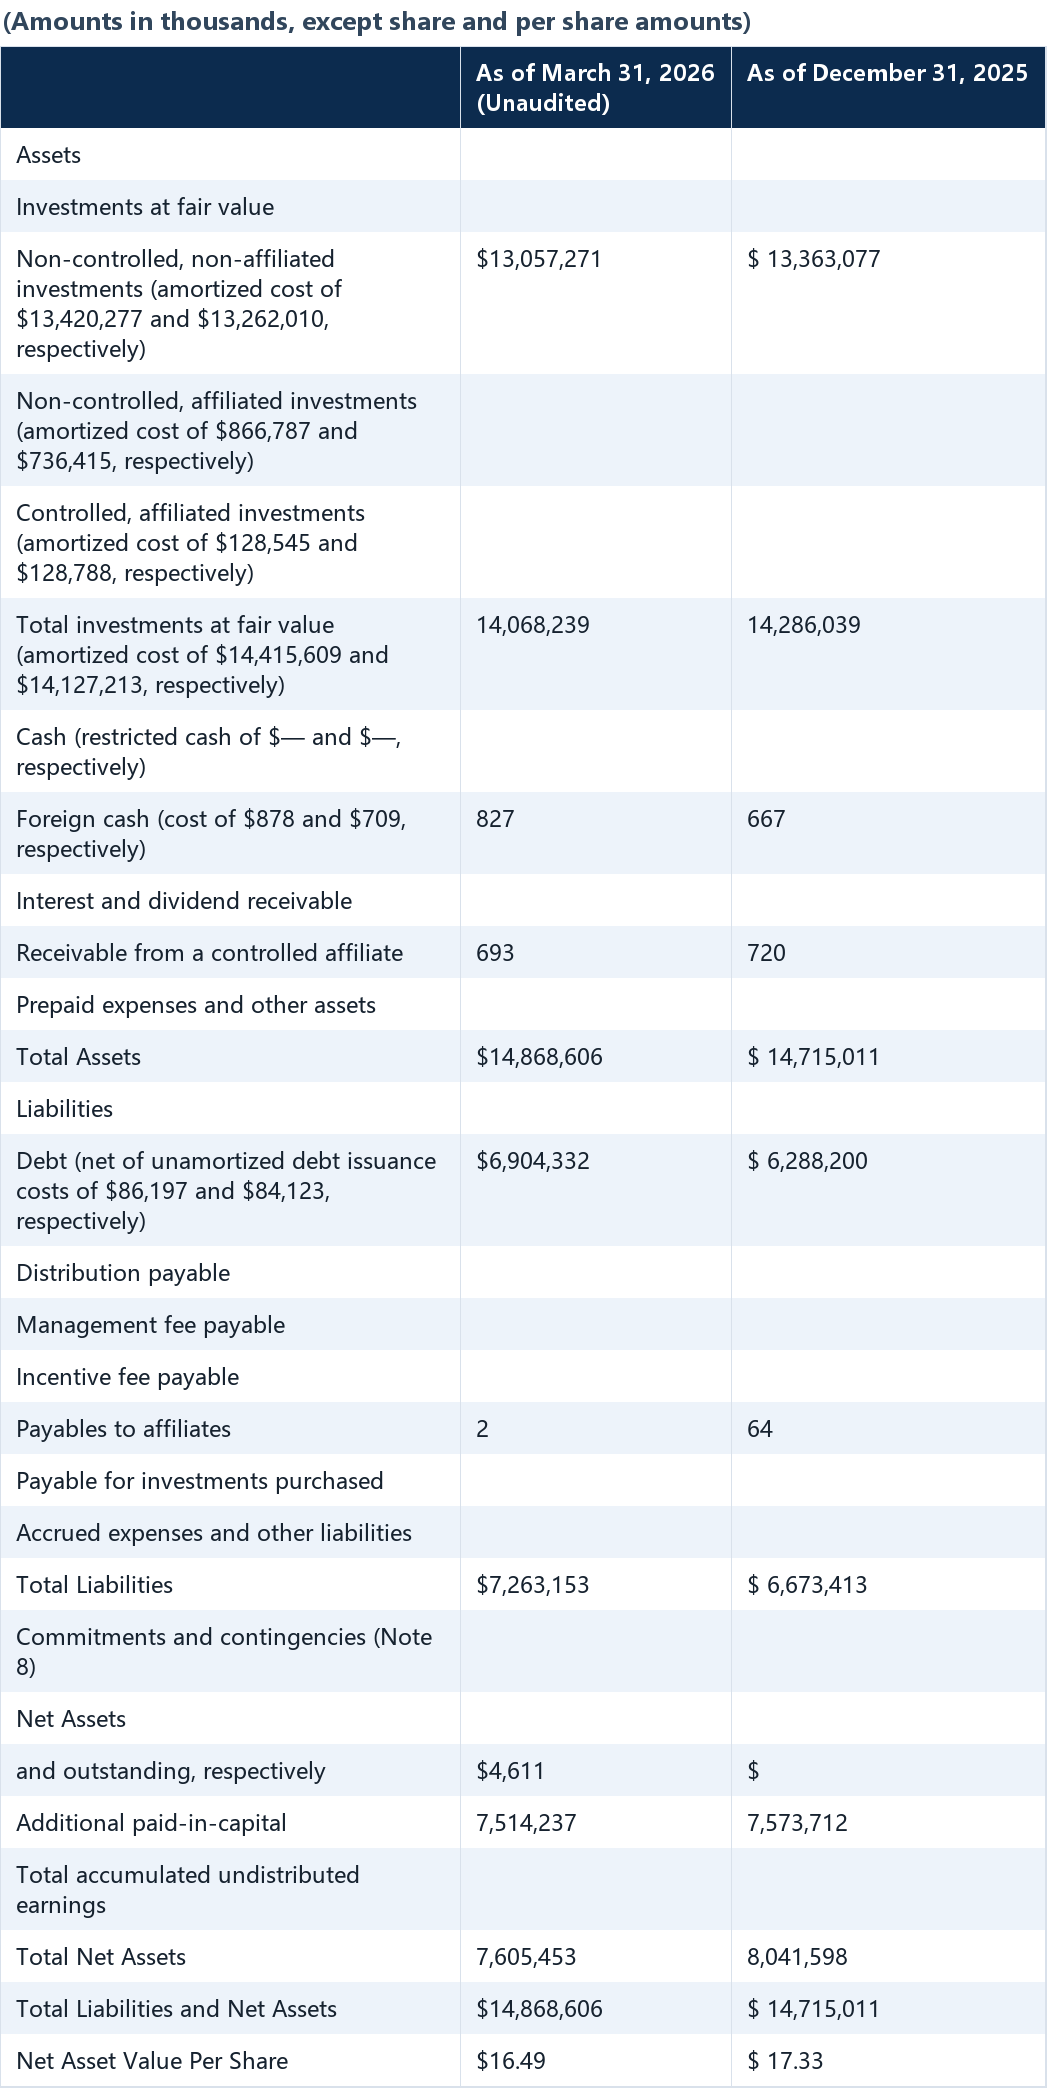 (Amounts in thousands, except share and per share amounts)
As of March 31, 2026 (Unaudited)
As of December 31, 2025
Assets
Investments at fair value
Non-controlled, non-affiliated
investments (amortized cost of
$13,420,277 and $13,262,010,
respectively)
$13,057,271
$ 13,363,077
Non-controlled, affiliated investments
(amortized cost of $866,787 and
$736,415, respectively)
Controlled, affiliated investments
(amortized cost of $128,545 and
$128,788, respectively)
Total investments at fair value
(amortized cost of $14,415,609 and
$14,127,213, respectively)
14,068,239
14,286,039
Cash (restricted cash of $— and $—,
respectively)
Foreign cash (cost of $878 and $709,
respectively)
827
667
Interest and dividend receivable
Receivable from a controlled affiliate
693
720
Prepaid expenses and other assets
Total Assets
$14,868,606
$ 14,715,011
Liabilities
Debt (net of unamortized debt issuance
costs of $86,197 and $84,123,
respectively)
$6,904,332
$ 6,288,200
Distribution payable
Management fee payable
Incentive fee payable
Payables to affiliates
2
64
Payable for investments purchased
Accrued expenses and other liabilities
Total Liabilities
$7,263,153
$ 6,673,413
Commitments and contingencies (Note
8)
Net Assets
and outstanding, respectively
$4,611
$
Additional paid-in-capital
7,514,237
7,573,712
Total accumulated undistributed
earnings
Total Net Assets
7,605,453
8,041,598
Total Liabilities and Net Assets
$14,868,606
$ 14,715,011
Net Asset Value Per Share
$16.49
$ 17.33